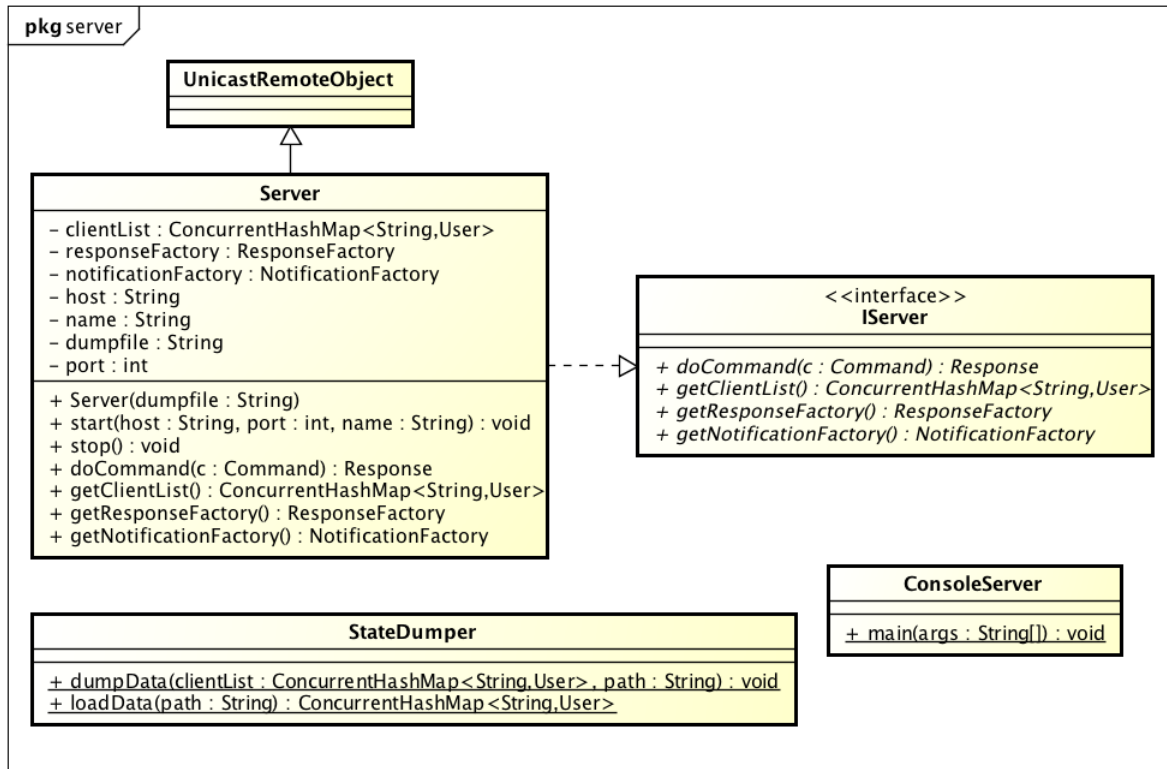 pkg server
UnicastRemoteObject
Server
- clientList : ConcurrentHashMap<String,User>
- responseFactory : ResponseFactory
- notificationFactory : NotificationFactory
- host : String
- name : String
- dumpfile : String
- port : int
+ Server(dumpfile : String)
+ start(host : String, port : int, name : String) : void
+ stop() : void
+ doCommand(c : Command) : Response
+ getClientList() : ConcurrentHashMap<String,User>
+ getResponseFactory() : ResponseFactory
+ getNotificationFactory() : NotificationFactory
<<interface>>
IServer
+ doCommand(c : Command) : Response
+ getClientList() : ConcurrentHashMap<String,User>
+ getResponseFactory() : ResponseFactory
+ getNotificationFactory() : NotificationFactory
ConsoleServer
+ main(args : String[]) : void
StateDumper
+ dumpData(clientList : ConcurrentHashMap<String,User>, path : String) : void
+ loadData(path : String) : ConcurrentHashMap<String,User>